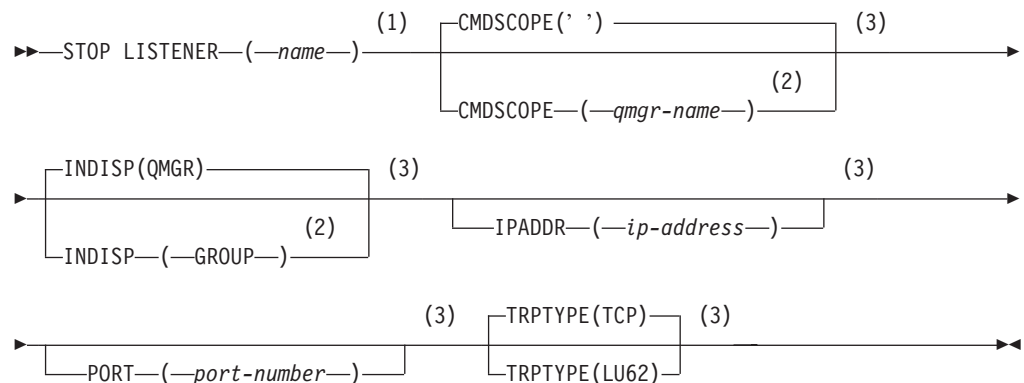 (1) CMDSCOPE(’ ’) (3)
STOP LISTENER ( name )
(2)
CMDSCOPE ( qmgr-name )
INDISP(QMGR) (3) (3)
(2) IPADDR ( ip-address )
INDISP ( GROUP )
(3) TRPTYPE(TCP) (3)
PORT ( port-number ) TRPTYPE(LU62)